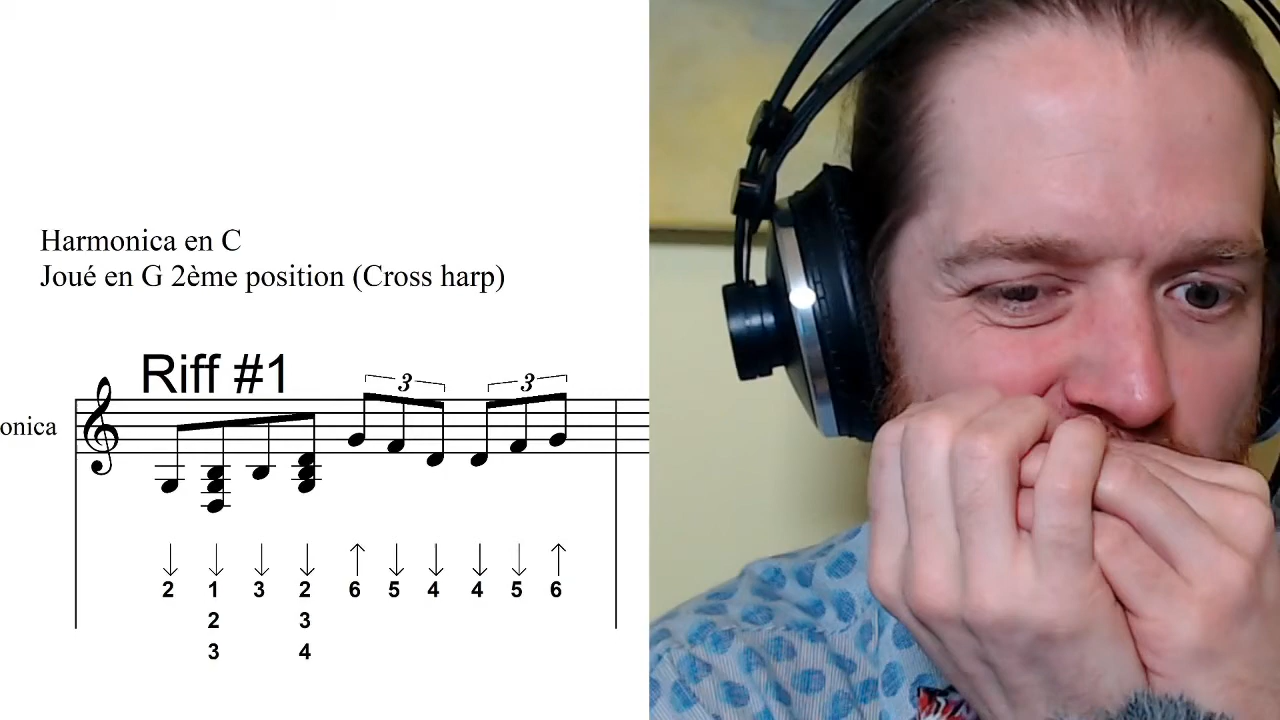 Harmonica en C
Joué en G 2ème position (Cross harp)
Riff #1
3 3
onica
2 1 3 2 6 5 4 4 5 6
2 3
3 4